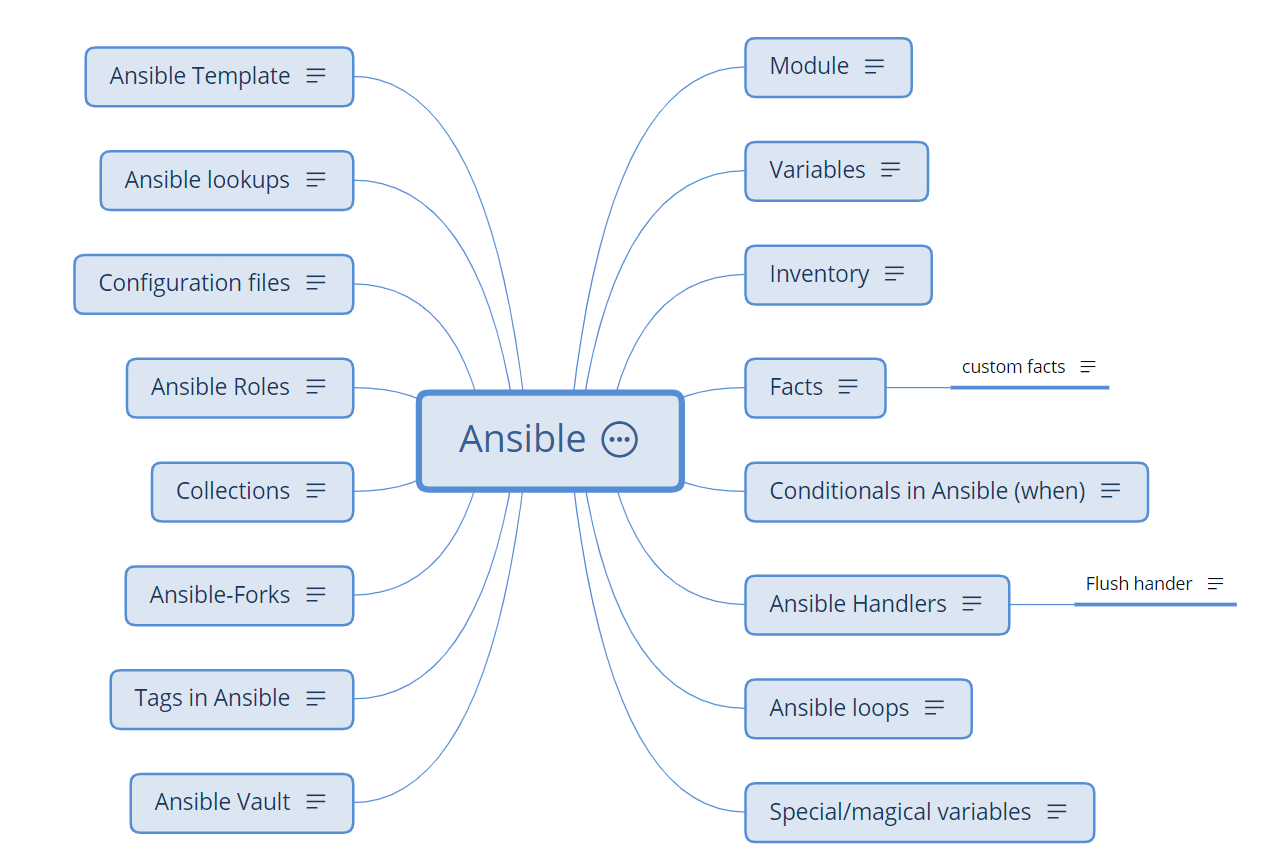 Ansible Template
Ansible lookups
Configuration files
Ansible Roles
Collections
Ansible-Forks
Tags in Ansible
Ansible Vault
Ansible
Module
Variables
Inventory
Facts
custom facts
Conditionals in Ansible (when)
Ansible Handlers
Flush hander
Ansible loops
Special/magical variables